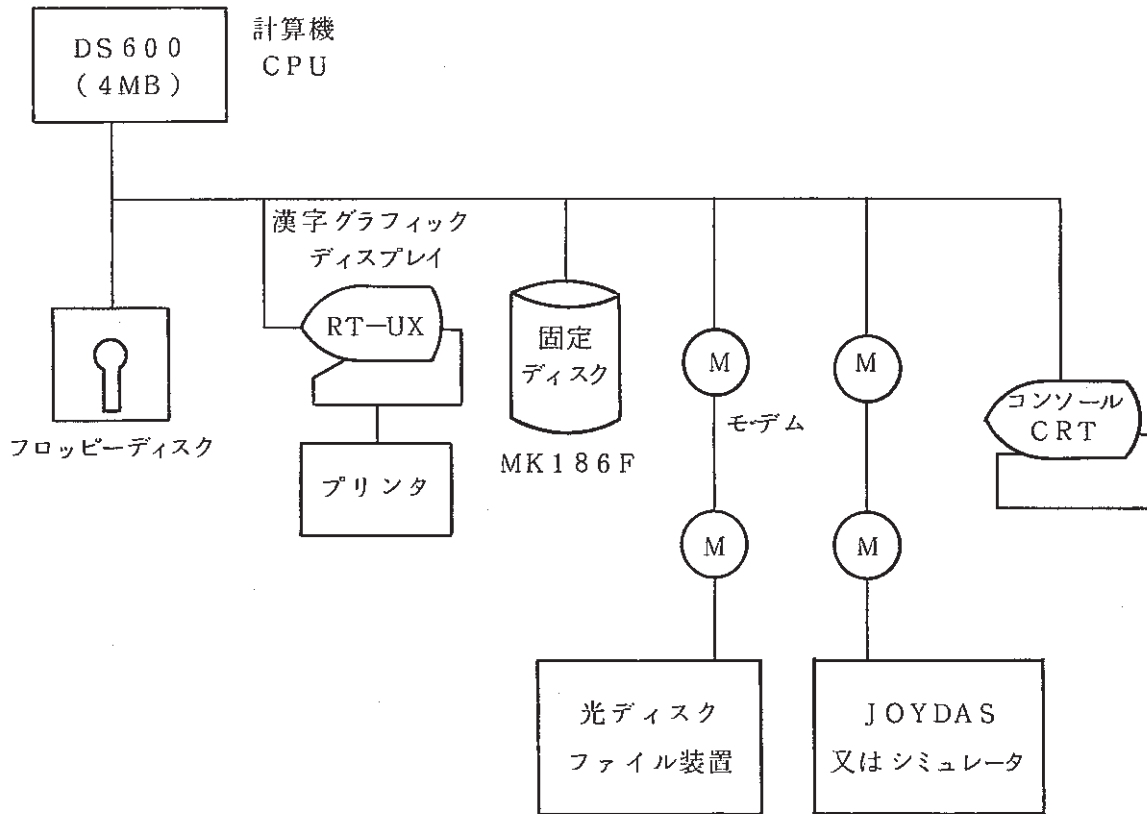 DS600
(4MB)
計算機
CPU
漢字グラフィック
ディスプレイ
RT－UX
固定
ディスク
MK186F
フロッピーディスク
プリンタ
M
M
モデム
M
M
コンソール
CRT
光ディスク
ファイル装置
JOYDAS
又はシミュレータ